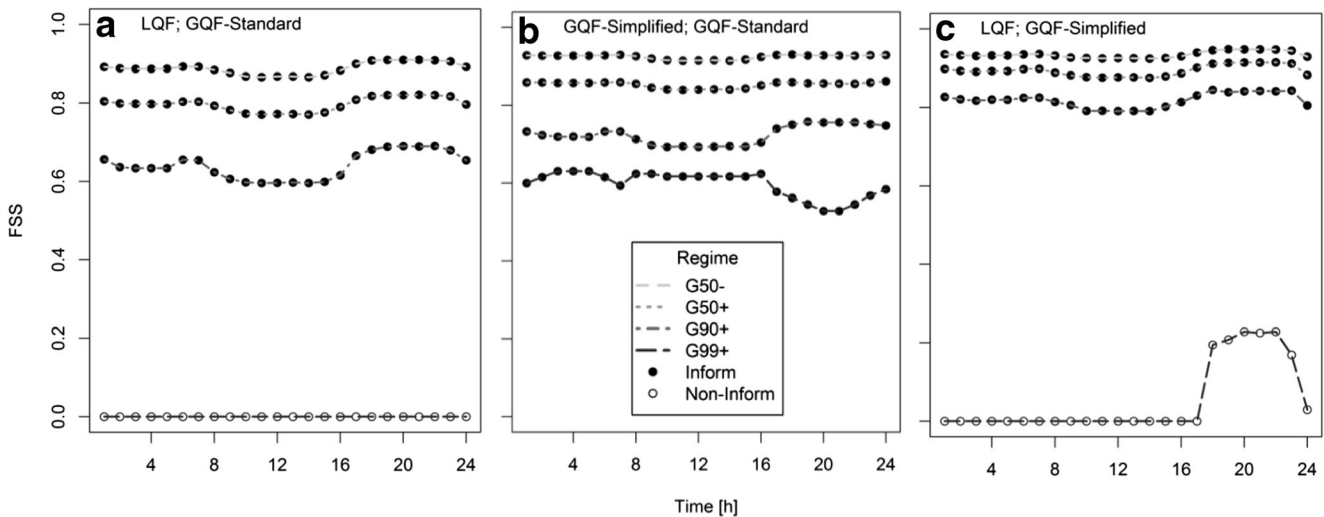 a LQF; GQF-Standard
b GQF-Simplified; GQF-Standard
c LQF; GQF-Simplified
FSS
1.0
0.8
0.6
0.4
0.2
0.0
Regime
G50-
G50+
G90+
G99+
Inform
Non-Inform
4 8 12 16 20 24
4 8 12 16 20 24
4 8 12 16 20 24
Time [h]